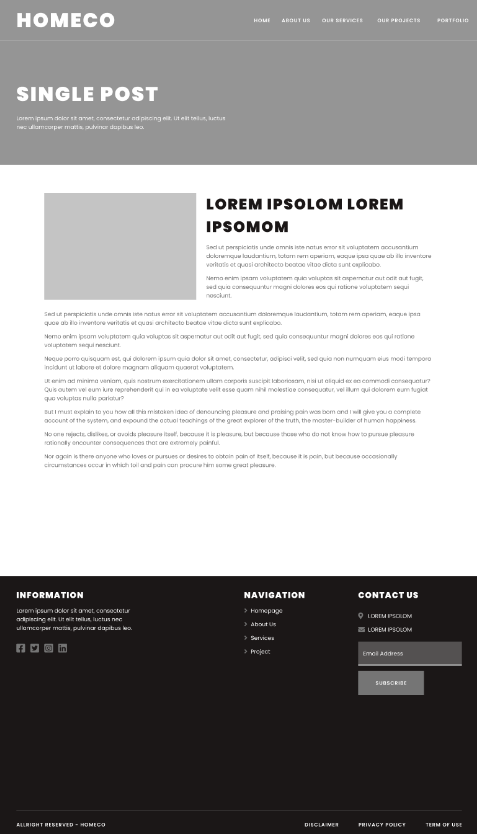 HOMECO
HOME ABOUT US OUR SERVICES OUR PROJECTS PORTFOLIO
SINGLE POST
Lorem ipsum dolor sit amet, consectetur adipiscing elit. Ut elit tellus, luctus
nec ullamcorper mattis, pulvinar dapibus leo.
LOREM IPSOLOM LOREM
IPSOMOM
Sed ut perspiciatis unde omnis iste natus error sit voluptatem accusantium
doloremque laudantium, totam rem aperiam, eaque ipsa quae ab illo inventore
veritatis et quasi architecto beatae vitae dicta sunt explicabo.
Nemo enim ipsam voluptatem quia voluptas sit aspernatur aut odit aut fugit,
sed quia consequuntur magni dolores eos qui ratione voluptatem sequi
nesciunt.
Sed ut perspiciatis unde omnis iste natus error sit voluptatem accusantium doloremque laudantium, totam rem aperiam, eaque ipsa
quae ab illo inventore veritatis et quasi architecto beatae vitae dicta sunt explicabo.
Nemo enim ipsam voluptatem quia voluptas sit aspernatur aut odit aut fugit, sed quia consequuntur magni dolores eos qui ratione
voluptatem sequi nesciunt.
Neque porro quisquam est, qui dolorem ipsum quia dolor sit amet, consectetur, adipisci velit, sed quia non numquam eius modi tempora
incidunt ut labore et dolore magnam aliquam quaerat voluptatem.
Ut enim ad minima veniam, quis nostrum exercitationem ullam corporis suscipit laboriosam, nisi ut aliquid ex ea commodi consequatur?
Quis autem vel eum iure reprehenderit qui in ea voluptate velit esse quam nihil molestiae consequatur, vel illum qui dolorem eum fugiat
quo voluptas nulla pariatur?
But I must explain to you how all this mistaken idea of denouncing pleasure and praising pain was born and I will give you a complete
account of the system, and expound the actual teachings of the great explorer of the truth, the master-builder of human happiness.
No one rejects, dislikes, or avoids pleasure itself, because it is pleasure, but because those who do not know how to pursue pleasure
rationally encounter consequences that are extremely painful.
Nor again is there anyone who loves or pursues or desires to obtain pain of itself, because it is pain, but because occasionally
circumstances occur in which toil and pain can procure him some great pleasure.
INFORMATION
Lorem ipsum dolor sit amet, consectetur
adipiscing elit. Ut elit tellus, luctus nec
ullamcorper mattis, pulvinar dapibus leo.
NAVIGATION
Homepage
About Us
Services
Project
CONTACT US
LOREM IPSOLOM
LOREM IPSOLOM
Email Address
SUBSCRIBE
ALLRIGHT RESERVED - HOMECO
DISCLAIMER PRIVACY POLICY TERM OF USE